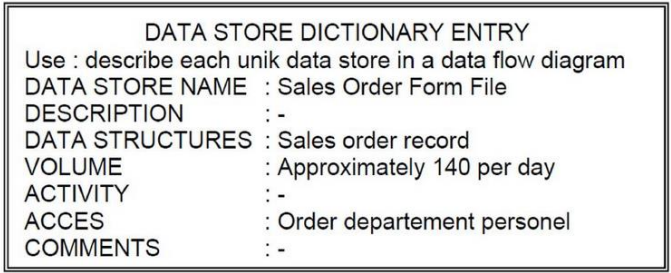 DATA STORE DICTIONARY ENTRY
Use : describe each unik data store in a data flow diagram
DATA STORE NAME : Sales Order Form File
DESCRIPTION : -
DATA STRUCTURES : Sales order record
VOLUME : Approximately 140 per day
ACTIVITY : -
ACCES : Order departement personel
COMMENTS : -